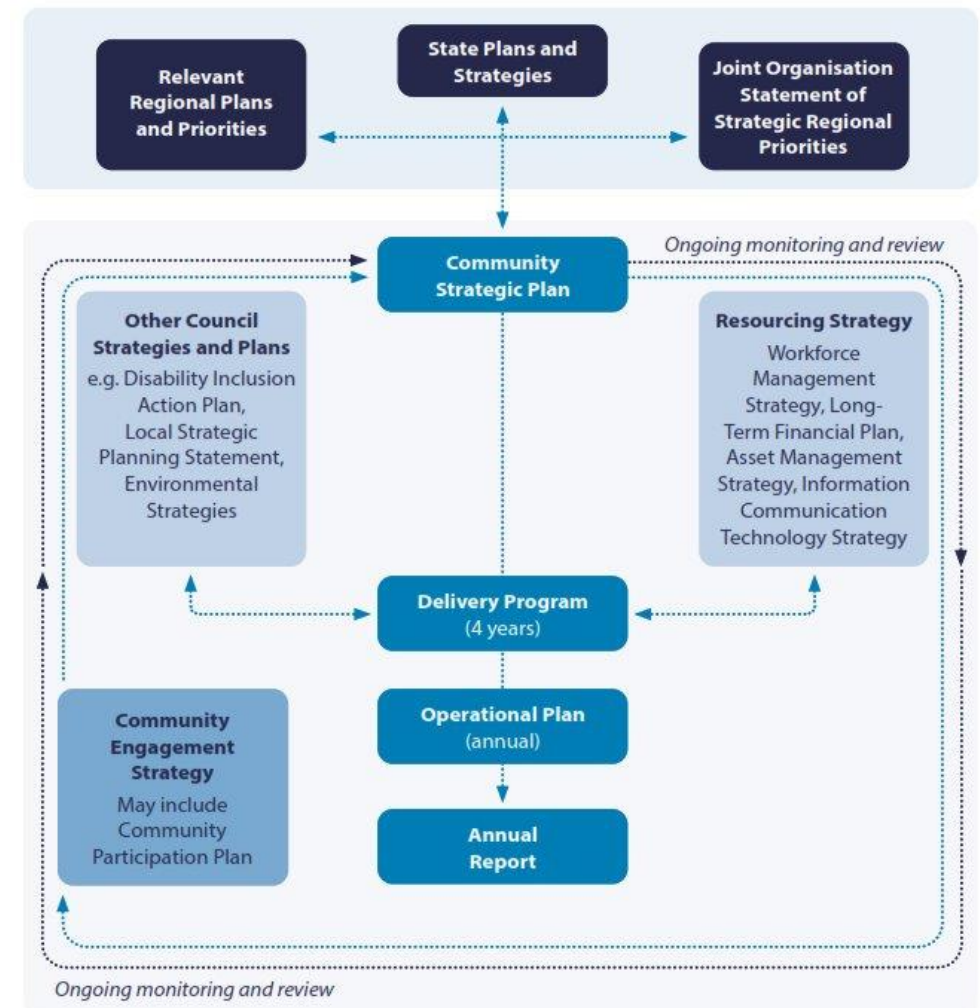 Relevant
Regional Plans
and Priorities
State Plans and
Strategies
Joint Organisation
Statement of
Strategic Regional
Priorities
Community
Strategic Plan
Ongoing monitoring and review
Other Council
Strategies and Plans
e.g. Disability Inclusion
Action Plan,
Local Strategic
Planning Statement,
Environmental
Strategies
Resourcing Strategy
Workforce
Management
Strategy, Long-
Term Financial Plan,
Asset Management
Strategy, Information
Communication
Technology Strategy
Delivery Program
(4 years)
Community
Engagement
Strategy
May include
Community
Participation Plan
Operational Plan
(annual)
Annual
Report
Ongoing monitoring and review